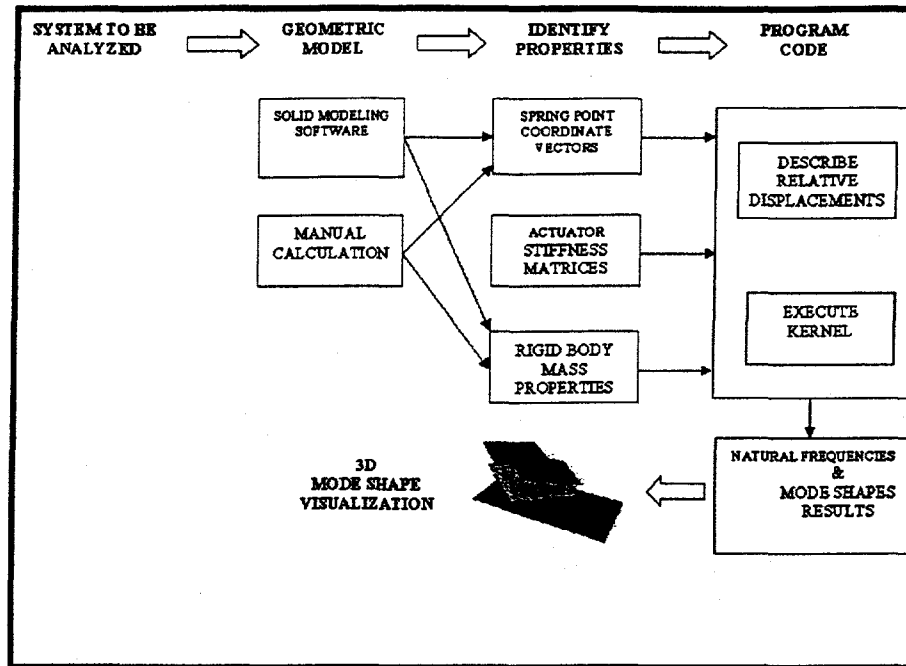 SYSTEM TO BE
ANALYZED
GEOMETRIC
MODEL
IDENTIFY
PROPERTIES
PROGRAM
CODE
SOLID MODELING
SOFTWARE
SPRING POINT
COORDINATE
VECTORS
DESCRIBE
RELATIVE
DISPLACEMENTS
MANUAL
CALCULATION
ACTUATOR
STIFFNESS
MATRICES
EXECUTE
KERNEL
RIGID BODY
MASS
PROPERTIES
3D
MODE SHAPE
VISUALIZATION
NATURAL FREQUENCIES
&
MODE SHAPES
RESULTS